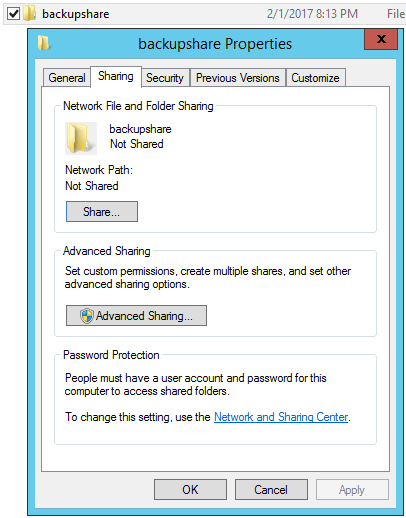 backupshare 2/1/2017 8:13 PM File
backupshare Properties
x
General Sharing Security Previous Versions Customize
Network File and Folder Sharing
backupshare
Not Shared
Network Path:
Not Shared
Share...
Advanced Sharing
Set custom permissions, create multiple shares, and set other
advanced sharing options.
Advanced Sharing...
Password Protection
People must have a user account and password for this
computer to access shared folders.
To change this setting, use the Network and Sharing Center.
OK Cancel Apply